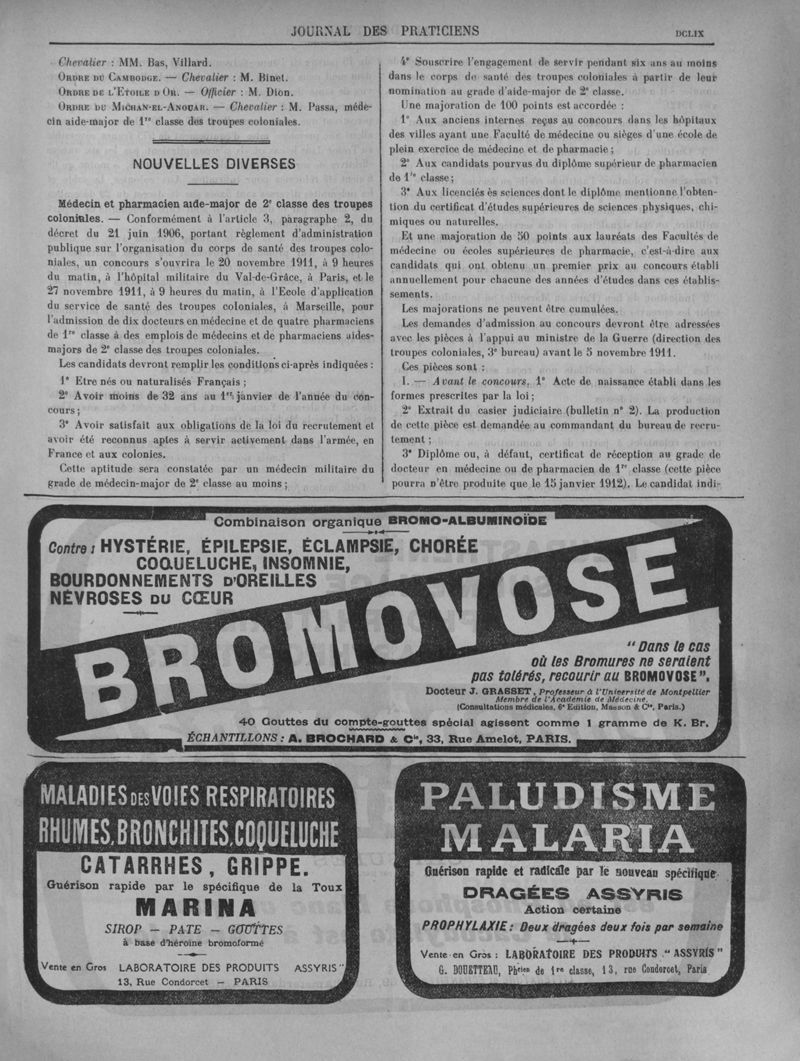 JOURNAL DES PRATICIENS
DCLIX
Chevalier : MM. Bas, Villard.
ORDRE DU CAMBODGE. — Chevalier : M. Binet.
ORDRE DE L'ETOILE D'OR. — Officier : M. Dion.
ORDRE DU MICHAN-EL-ANOUAR. — Chevalier : M. Passa, méde-
cin aide-major de 1re classe des troupes coloniales.
NOUVELLES DIVERSES
Médecin et pharmacien aide-major de 2e classe des troupes
coloniales. — Conformément à l'article 3, paragraphe 2, du
décret du 21 juin 1906, portant règlement d'administration
publique sur l'organisation du corps de santé des troupes colo-
niales, un concours s'ouvrira le 20 novembre 1911, à 9 heures
du matin, à l'hôpital militaire du Val-de-Grâce, à Paris, et le
27 novembre 1911, à 9 heures du matin, à l'Ecole d'application
du service de santé des troupes coloniales, à Marseille, pour
l'admission de dix docteurs en médecine et de quatre pharmaciens
de 1re classe à des emplois de médecins et de pharmaciens aides-
majors de 2e classe des troupes coloniales.
Les candidats devront remplir les conditions ci-après indiquées :
1° Etre nés ou naturalisés Français ;
2° Avoir moins de 32 ans au 1er janvier de l'année du con-
cours ;
3° Avoir satisfait aux obligations de la loi du recrutement et
avoir été reconnus aptes à servir activement dans l'armée, en
France et aux colonies.
Cette aptitude sera constatée par un médecin militaire du
grade de médecin-major de 2e classe au moins ;
4° Souscrire l'engagement de servir pendant six ans au moins
dans le corps de santé des troupes coloniales à partir de leur
nomination au grade d'aide-major de 2e classe.
Une majoration de 100 points est accordée :
1° Aux anciens internes reçus au concours dans les hôpitaux
des villes ayant une Faculté de médecine ou sièges d'une école de
plein exercice de médecine et de pharmacie ;
2° Aux candidats pourvus du diplôme supérieur de pharmacien
de 1re classe ;
3° Aux licenciés ès sciences dont le diplôme mentionne l'obten-
tion du certificat d'études supérieures de sciences physiques, chi-
miques ou naturelles.
Et une majoration de 50 points aux lauréats des Facultés de
médecine ou écoles supérieures de pharmacie, c'est-à-dire aux
candidats qui ont obtenu un premier prix au concours établi
annuellement pour chacune des années d'études dans ces établis-
sements.
Les majorations ne peuvent être cumulées.
Les demandes d'admission au concours devront être adressées
avec les pièces à l'appui au ministre de la Guerre (direction des
troupes coloniales, 3e bureau) avant le 5 novembre 1911.
Ces pièces sont :
I. — Avant le concours, 1° Acte de naissance établi dans les
formes prescrites par la loi ;
2° Extrait du casier judiciaire (bulletin n° 2). La production
de cette pièce est demandée au commandant du bureau de recru-
tement ;
3° Diplôme ou, à défaut, certificat de réception au grade de
docteur en médecine ou de pharmacien de 1re classe (cette pièce
pourra n'être produite que le 15 janvier 1912). Le candidat indi-
Combinaison organique BROMO-ALBUMINOÏDE
Contre : HYSTÉRIE, ÉPILEPSIE, ÉCLAMPSIE, CHORÉE
COQUELUCHE, INSOMNIE,
BOURDONNEMENTS D'OREILLES
NÉVROSES DU CŒUR
BROMOVOSE
"Dans le cas
où les Bromures ne seraient
pas tolérés, recourir au BROMOVOSE".
Docteur J. GRASSET, Professeur à l'Université de Montpellier
Membre de l'Académie de Médecine.
(Consultations médicales, 6e Edition, Masson & Cie, Paris.)
40 Gouttes du compte-gouttes spécial agissent comme 1 gramme de K. Br.
ÉCHANTILLONS : A. BROCHARD & Cie, 33, Rue Amelot, PARIS.
MALADIES DES VOIES RESPIRATOIRES
RHUMES, BRONCHITES, COQUELUCHE
CATARRHES, GRIPPE.
Guérison rapide par le spécifique de la Toux
MARINA
SIROP — PATE — GOUTTES
à base d'héroïne bromoformé
Vente en Gros LABORATOIRE DES PRODUITS ASSYRIS"
13, Rue Condorcet — PARIS
PALUDISME
MALARIA
Guérison rapide et radicale par le nouveau spécifique
DRAGÉES ASSYRIS
Action certaine
PROPHYLAXIE : Deux dragées deux fois par semaine
Vente en Gros : LABORATOIRE DES PRODUITS "ASSYRIS"
G. DOUETTEAU, Phcien de 1re classe, 13, rue Condorcet, Paris